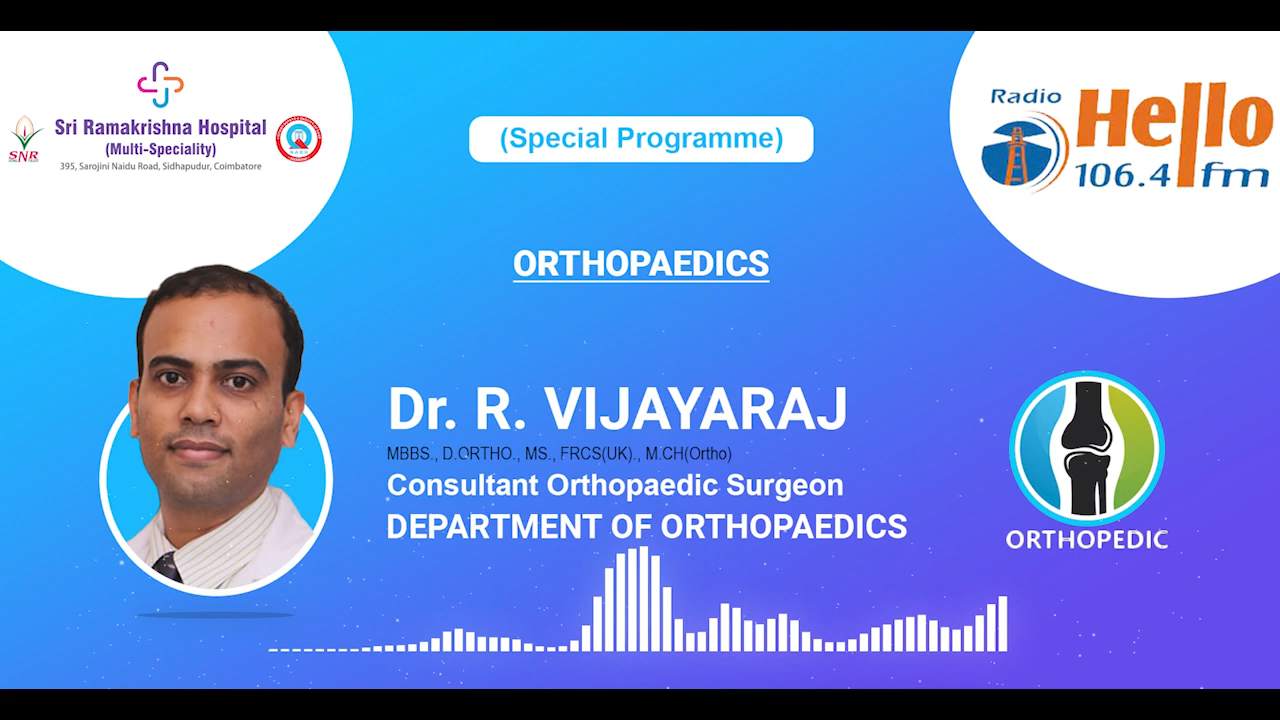 Sri Ramakrishna Hospital
(Multi-Speciality)
395, Sarojini Naidu Road, Sidhapudur, Coimbatore
SNR
(Special Programme)
Radio
Hello
106.4 fm
ORTHOPAEDICS
Dr. R. VIJAYARAJ
MBBS., D.ORTHO., MS., FRCS(UK)., M.CH(Ortho)
Consultant Orthopaedic Surgeon
DEPARTMENT OF ORTHOPAEDICS
ORTHOPEDIC